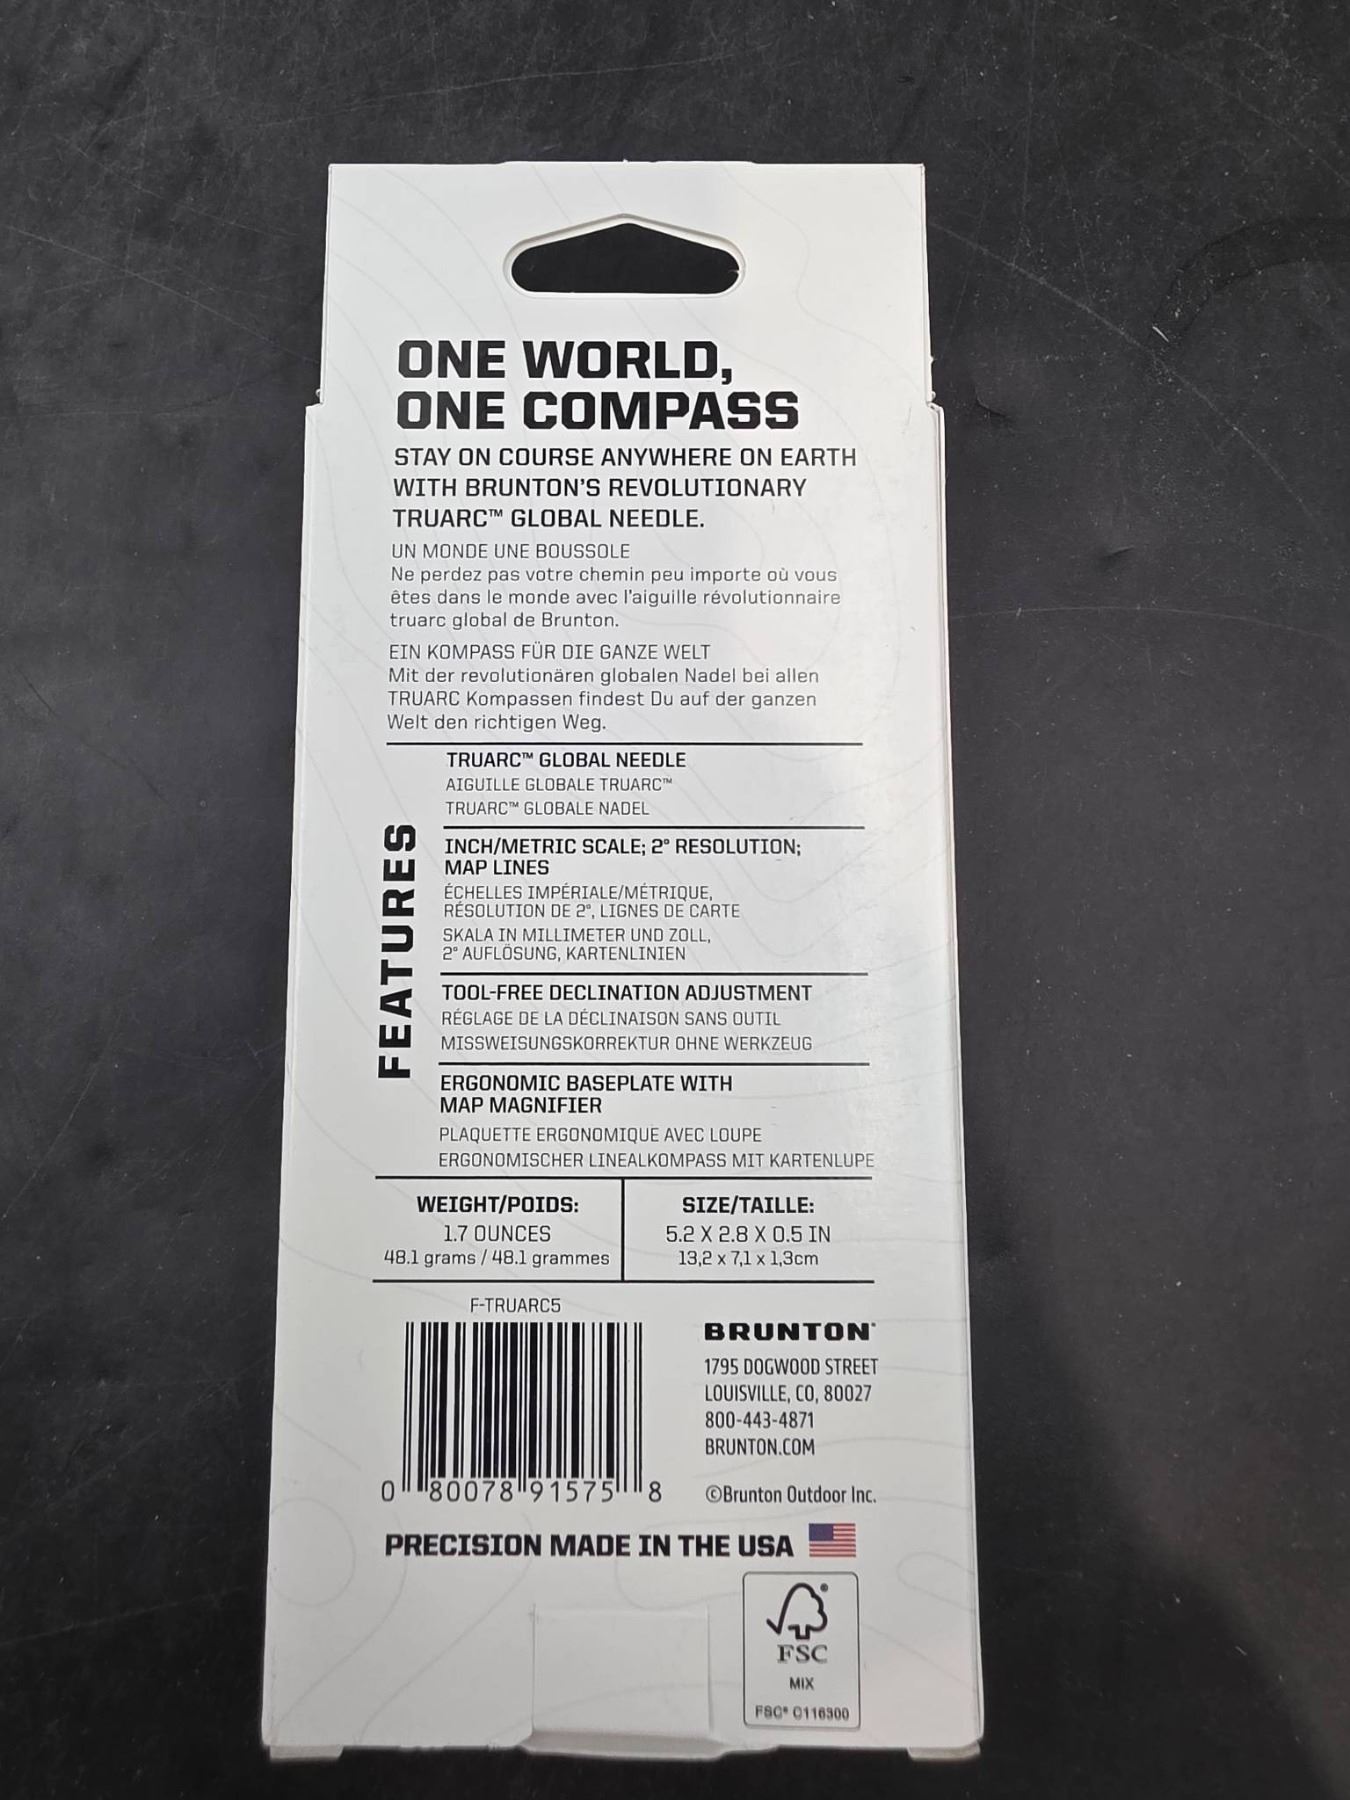 ONE WORLD,
ONE COMPASS
STAY ON COURSE ANYWHERE ON EARTH
WITH BRUNTON'S REVOLUTIONARY
TRUARC™ GLOBAL NEEDLE.
UN MONDE UNE BOUSSOLE
Ne perdez pas votre chemin peu importe où vous
êtes dans le monde avec l'aiguille révolutionnaire
truarc global de Brunton.
EIN KOMPASS FÜR DIE GANZE WELT
Mit der revolutionären globalen Nadel bei allen
TRUARC Kompassen findest Du auf der ganzen
Welt den richtigen Weg.
FEATURES
TRUARC™ GLOBAL NEEDLE
AIGUILLE GLOBALE TRUARC™
TRUARC™ GLOBALE NADEL
INCH/METRIC SCALE; 2° RESOLUTION;
MAP LINES
ÉCHELLES IMPÉRIALE/MÉTRIQUE,
RÉSOLUTION DE 2°, LIGNES DE CARTE
SKALA IN MILLIMETER UND ZOLL,
2° AUFLÖSUNG, KARTENLINIEN
TOOL-FREE DECLINATION ADJUSTMENT
RÉGLAGE DE LA DÉCLINAISON SANS OUTIL
MISSWEISUNGSKORREKTUR OHNE WERKZEUG
ERGONOMIC BASEPLATE WITH
MAP MAGNIFIER
PLAQUETTE ERGONOMIQUE AVEC LOUPE
ERGONOMISCHER LINEALKOMPASS MIT KARTENLUPE
WEIGHT/POIDS:
1.7 OUNCES
48.1 grams / 48.1 grammes
SIZE/TAILLE:
5.2 X 2.8 X 0.5 IN
13,2 x 7,1 x 1,3cm
F-TRUARC5
0 80078 91575 8
BRUNTON®
1795 DOGWOOD STREET
LOUISVILLE, CO, 80027
800-443-4871
BRUNTON.COM
©Brunton Outdoor Inc.
PRECISION MADE IN THE USA
®
FSC
MIX
FSC® C116300